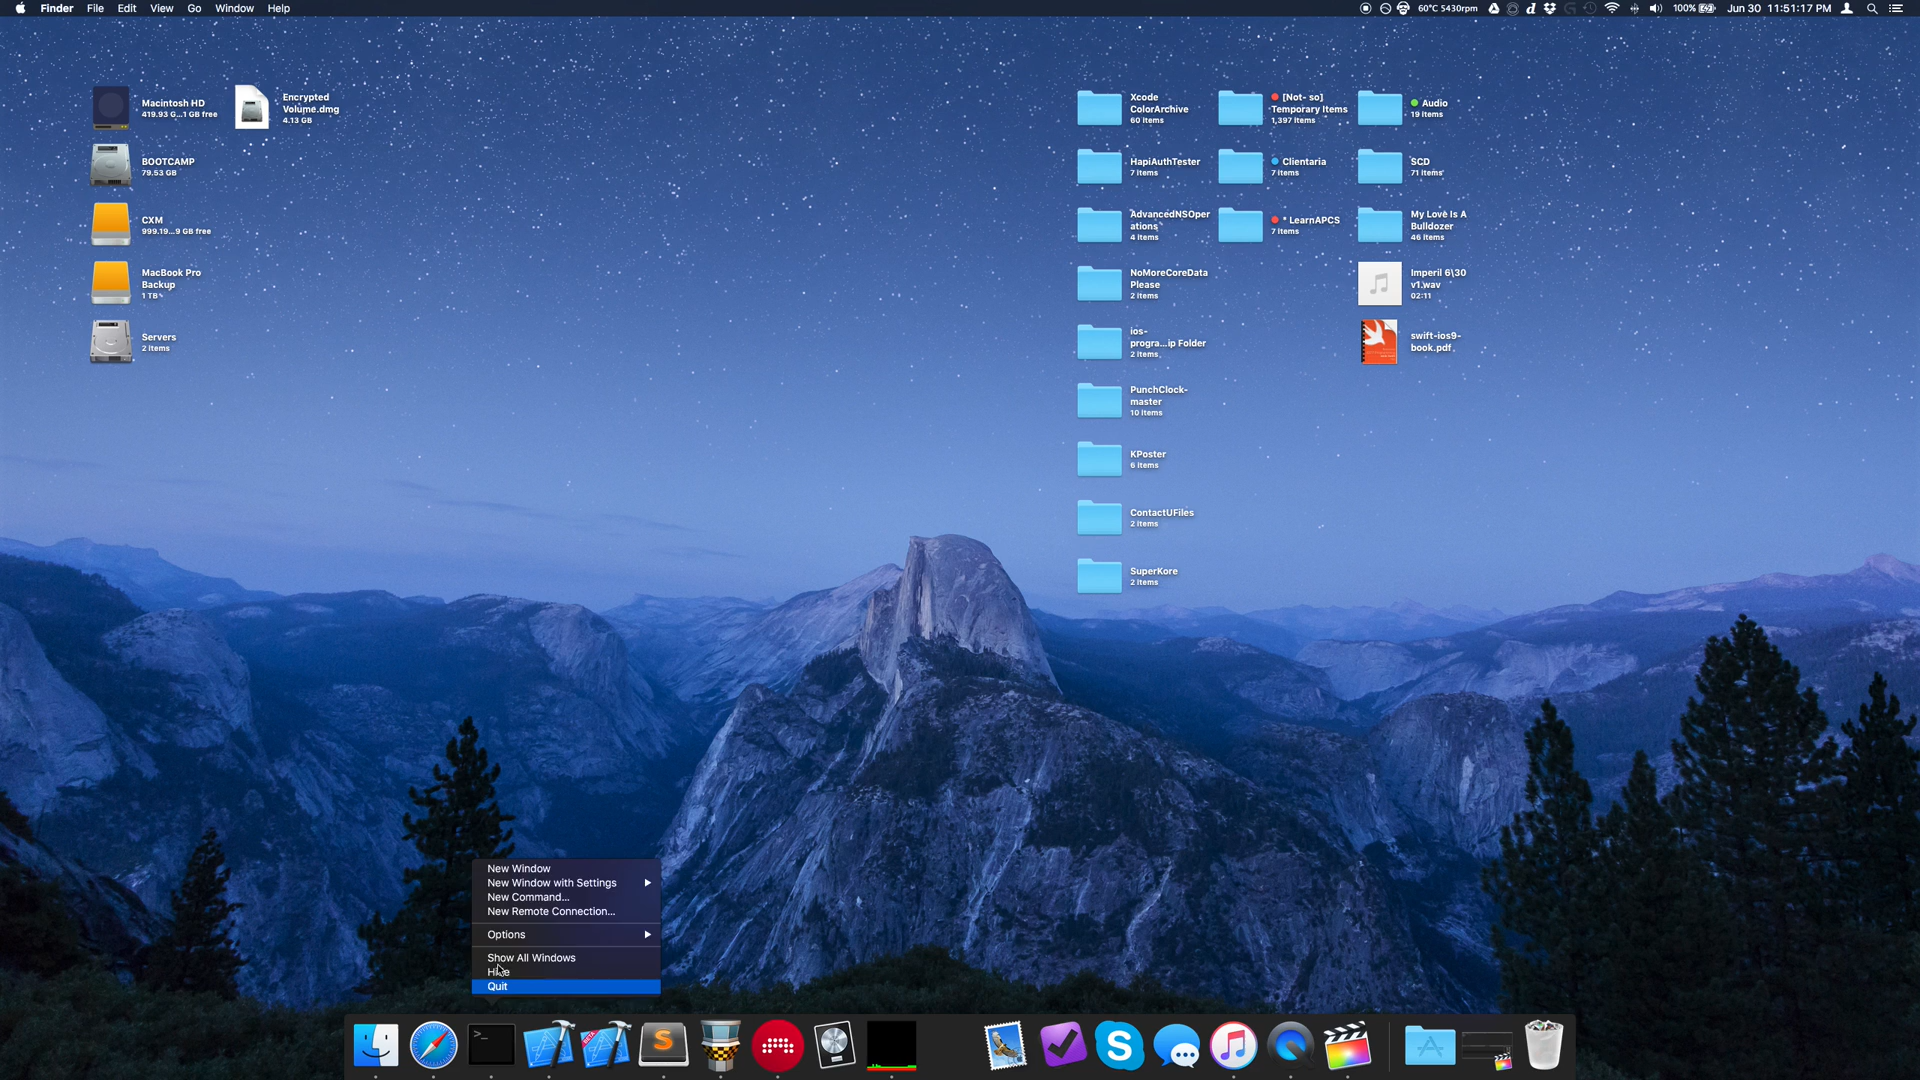 Finder File Edit View Go Window Help
60°C 5430rpm
100%
Jun 30 11:51:17 PM
Macintosh HD
419.93 G...1 GB free
Encrypted
Volume.dmg
4.13 GB
BOOTCAMP
79.53 GB
CXM
999.19...9 GB free
MacBook Pro
Backup
1 TB
Servers
2 items
Xcode
ColorArchive
60 items
[Not- so]
Temporary Items
1,397 items
Audio
19 items
HapiAuthTester
7 items
Clientaria
7 items
SCD
71 items
AdvancedNSOper
ations
4 items
* LearnAPCS
7 items
My Love Is A
Bulldozer
46 items
NoMoreCoreData
Please
2 items
Imperil 6\30
v1.wav
02:11
ios-
progra...ip Folder
2 items
swift-ios9-
book.pdf
PunchClock-
master
10 items
KPoster
6 items
ContactUFiles
2 items
SuperKore
2 items
New Window
New Window with Settings
New Command...
New Remote Connection...
Options
Show All Windows
Hide
Quit